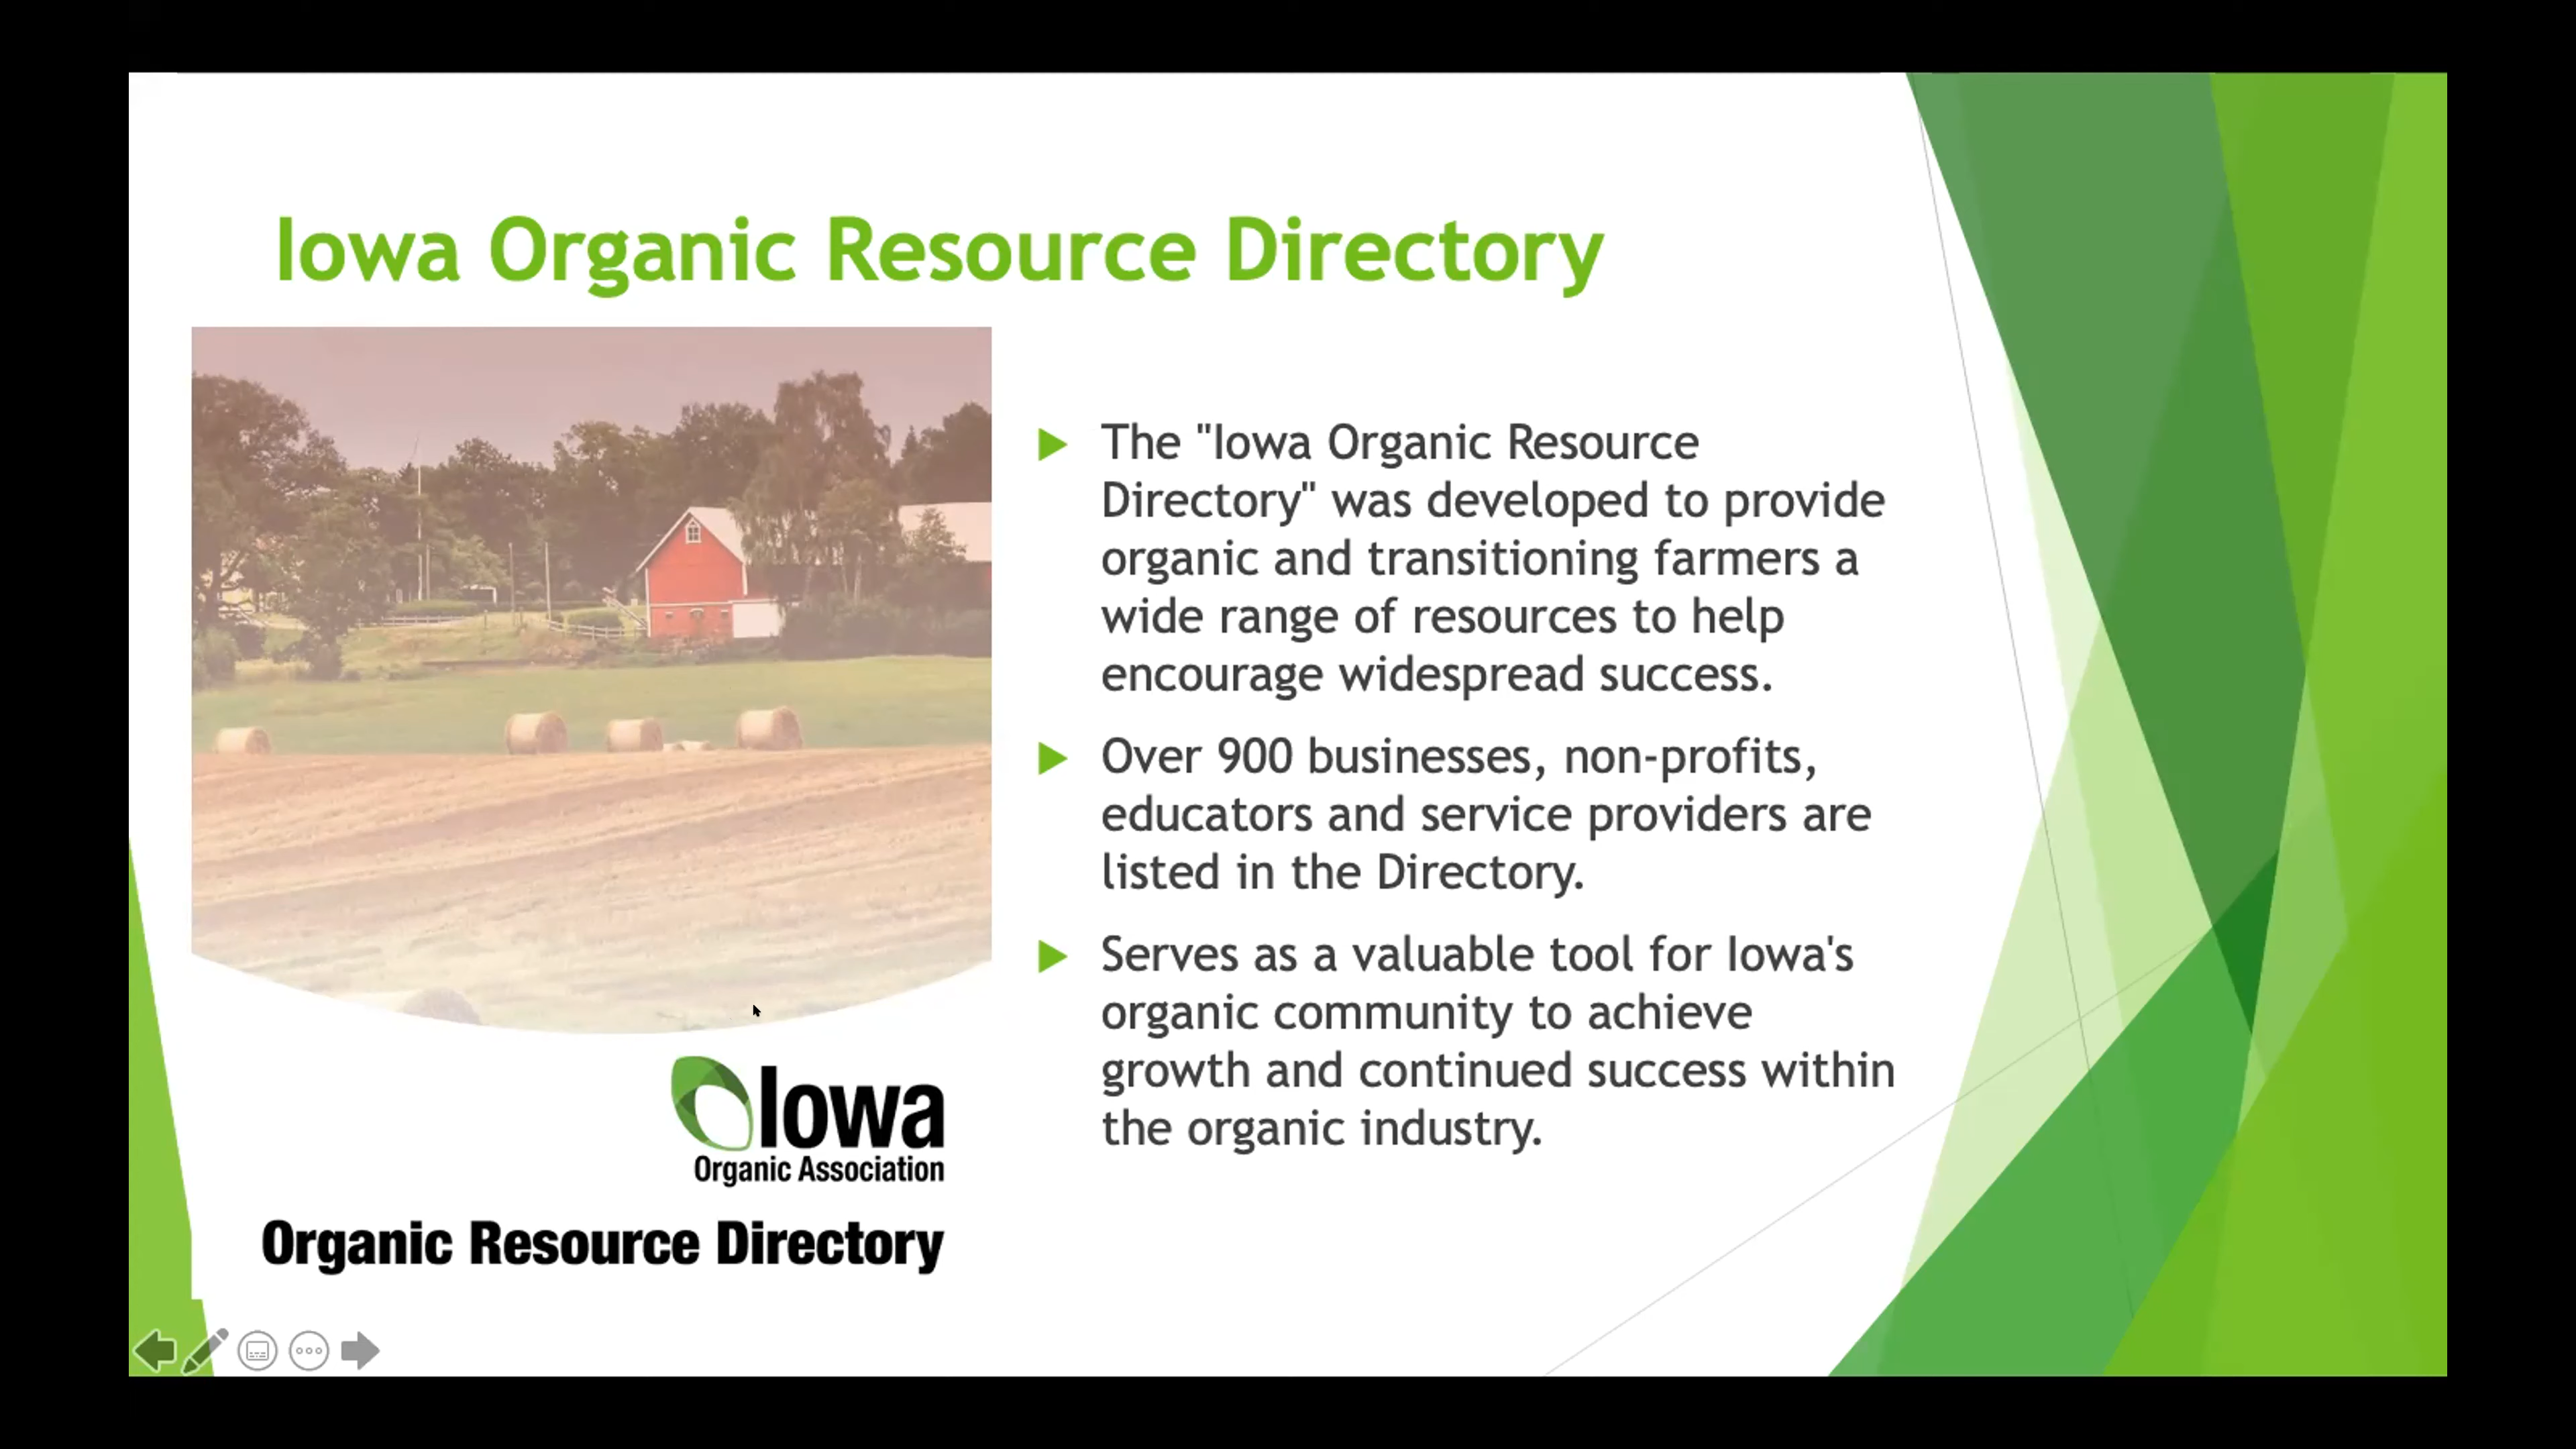 Iowa Organic Resource Directory
The "Iowa Organic Resource
Directory" was developed to provide
organic and transitioning farmers a
wide range of resources to help
encourage widespread success.
Over 900 businesses, non-profits,
educators and service providers are
listed in the Directory.
Serves as a valuable tool for Iowa's
organic community to achieve
growth and continued success within
the organic industry.
Iowa
Organic Association
Organic Resource Directory